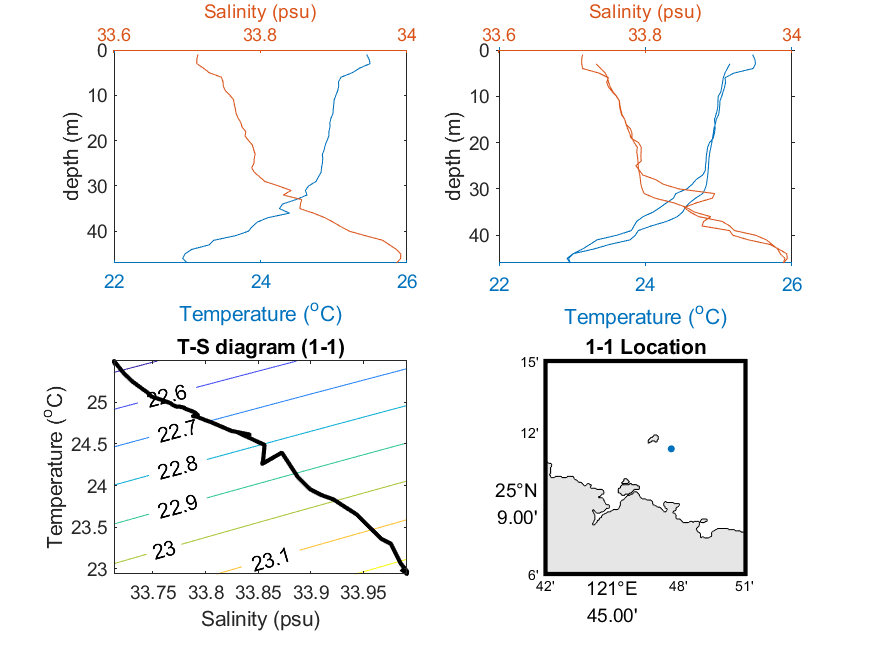 Salinity (psu)
33.6 33.8 34
0
10
20
30
40
depth (m)
22 24 26
Temperature (°C)
Salinity (psu)
33.6 33.8 34
0
10
20
30
40
depth (m)
22 24 26
Temperature (°C)
T-S diagram (1-1)
25
24.5
24
23.5
23
Temperature (°C)
22.6
22.7
22.8
22.9
23
23.1
33.75 33.8 33.85 33.9 33.95
Salinity (psu)
1-1 Location
15'
12'
25°N
9.00'
6'
42' 121°E 48' 51'
45.00'